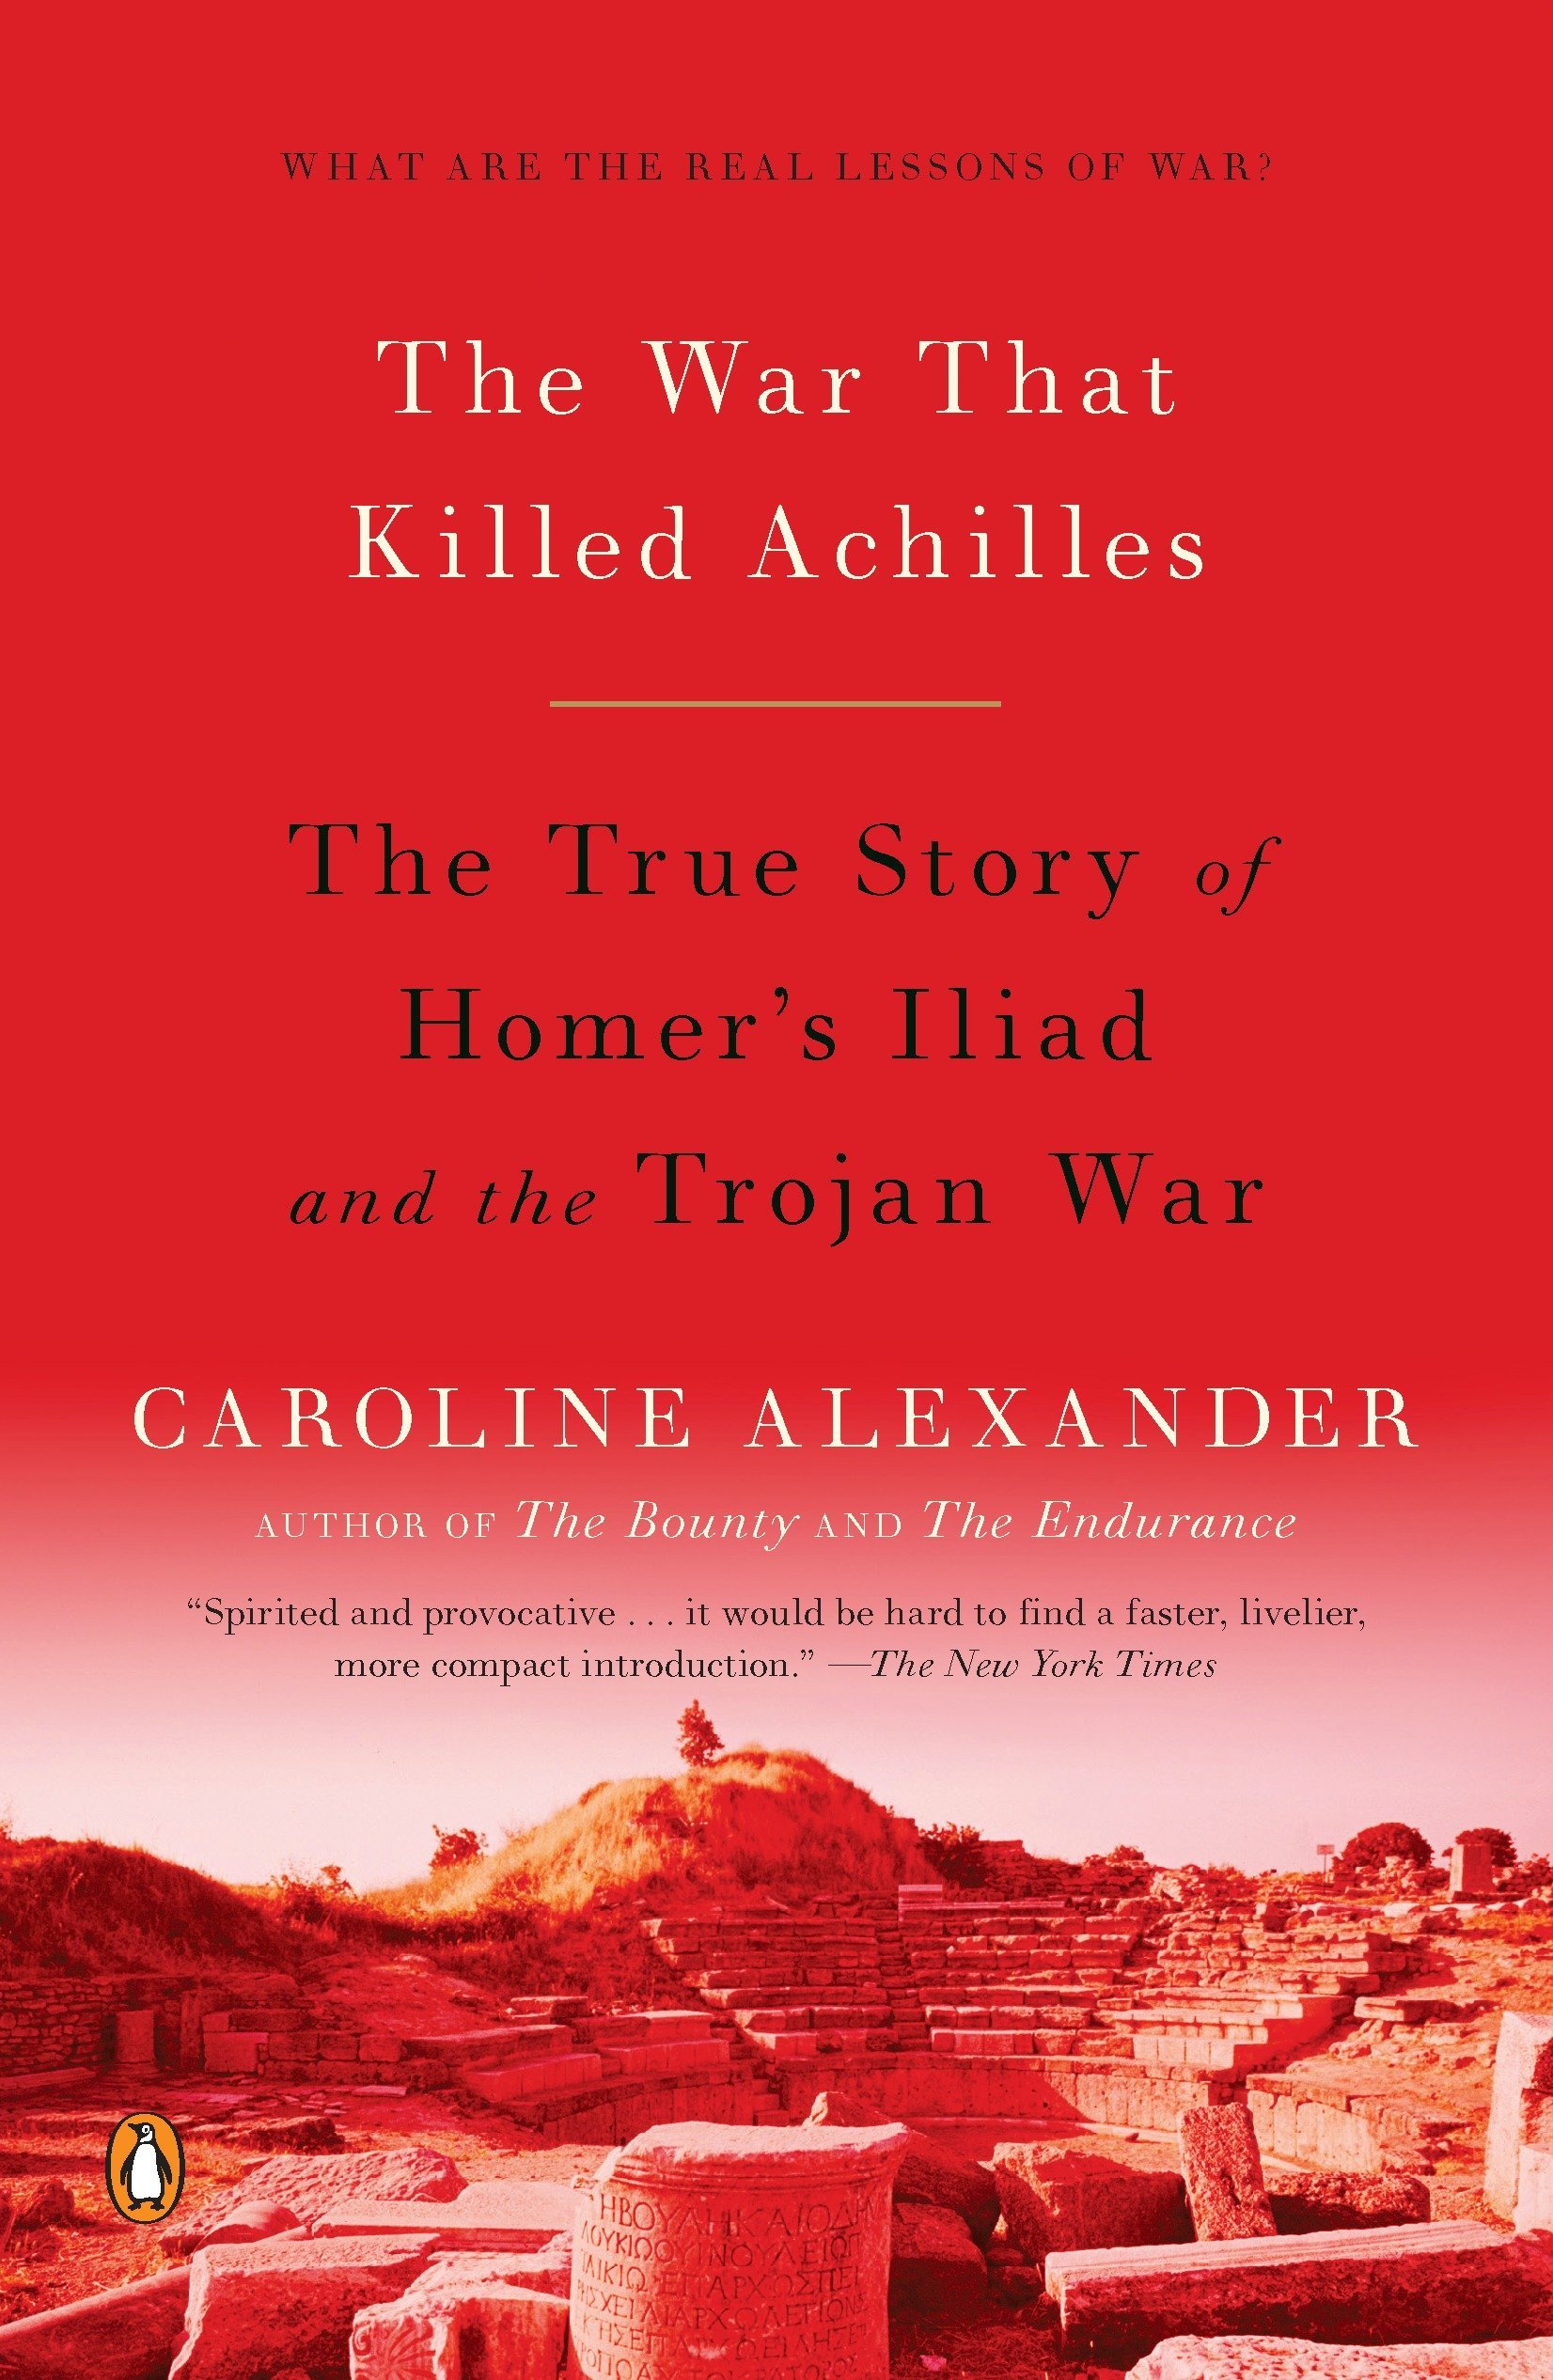 WHAT ARE THE REAL LESSONS OF WAR?
The War That
Killed Achilles
The True Story of
Homer’s Iliad
and the Trojan War
CAROLINE ALEXANDER
AUTHOR OF The Bounty AND The Endurance
“Spirited and provocative . . . it would be hard to find a faster, livelier,
more compact introduction.” —The New York Times
ΗΒΟΥΛΗΚΑΙΟΔΗ